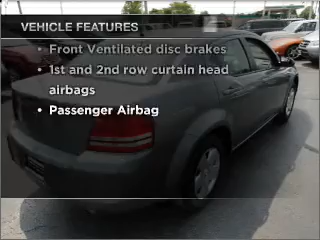 VEHICLE FEATURES
• Front Ventilated disc brakes
• 1st and 2nd row curtain head
airbags
• Passenger Airbag